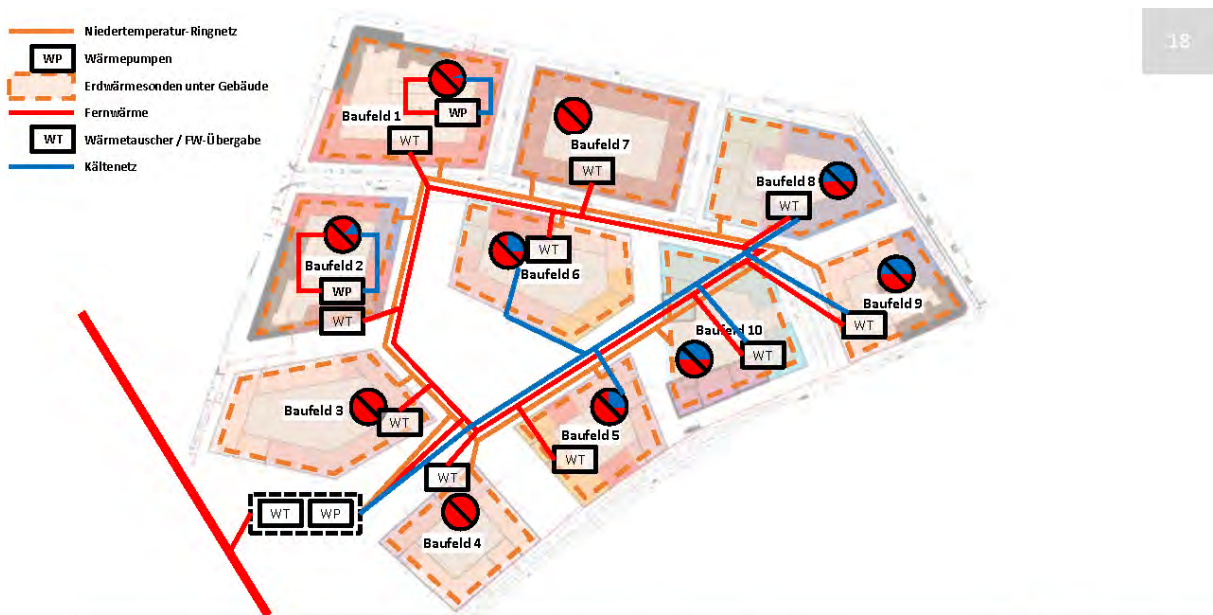 18
Niedertemperatur-Ringnetz
WP Wärmepumpen
Erdwärmesonden unter Gebäude
Fernwärme
WT Wärmetauscher / FW-Übergabe
Kältenetz
Baufeld 1
WP
WT
Baufeld 7
WT
Baufeld 8
WT
Baufeld 2
WP
WT
WT
Baufeld 6
Baufeld 9
WT
Baufeld 10
WT
Baufeld 3
WT
Baufeld 5
WT
WT
WT WP
Baufeld 4